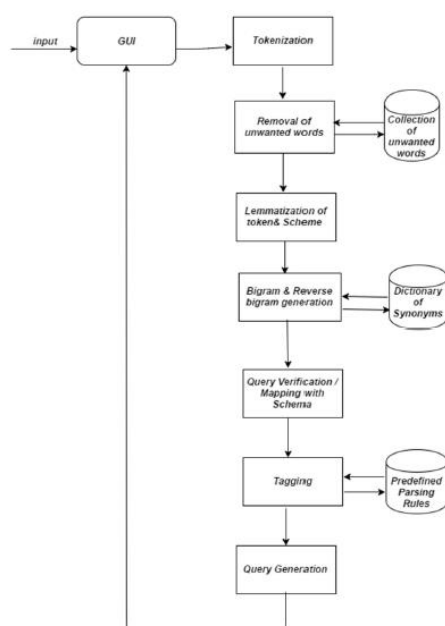 input
GUI
Tokenization
Removal of
unwanted words
Collection
of
unwanted
words
Lemmatization of
token& Scheme
Bigram & Reverse
bigram generation
Dictionary
of
Synonyms
Query Verification /
Mapping with
Schema
Tagging
Predefined
Parsing
Rules
Query Generation